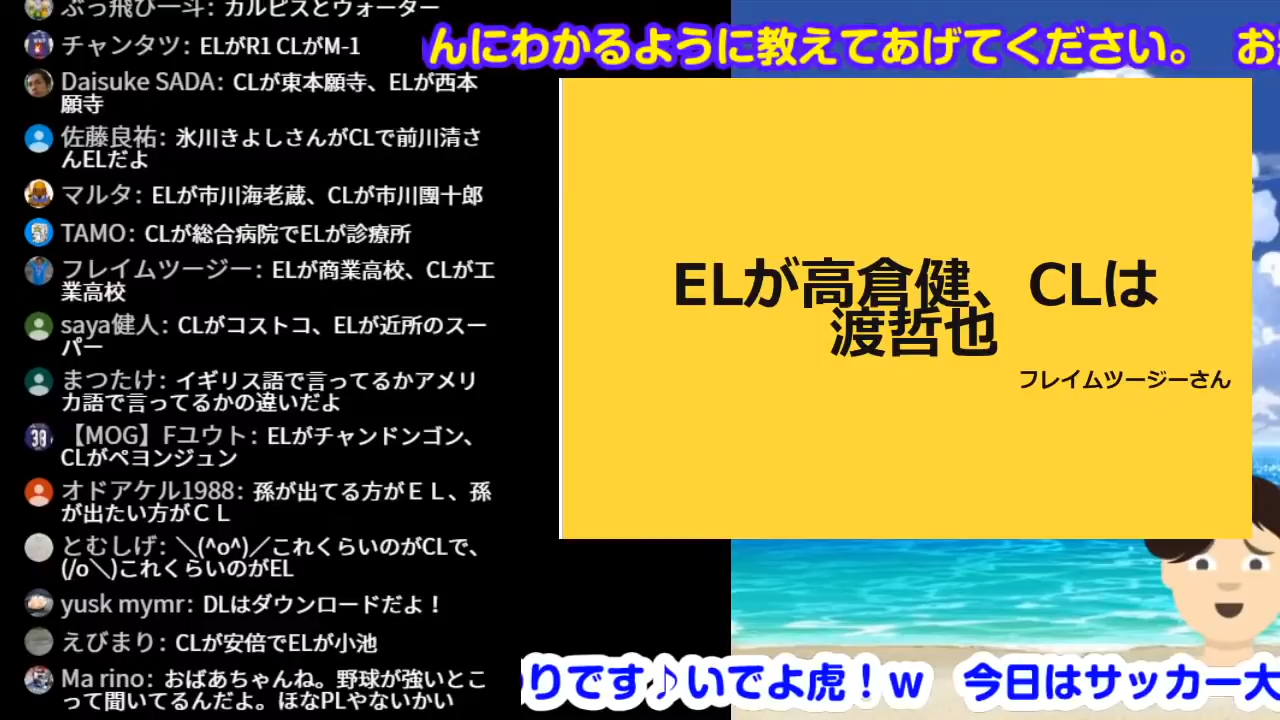 ぶっ飛び一斗: カルピスとウォーター
チャンタツ: ELがR1 CLがM-1
Daisuke SADA: CLが東本願寺、ELが西本
願寺
佐藤良祐: 氷川きよしさんがCLで前川清さ
んELだよ
マルタ: ELが市川海老蔵、CLが市川團十郎
TAMO: CLが総合病院でELが診療所
フレイムツージー: ELが商業高校、CLが工
業高校
saya健人: CLがコストコ、ELが近所のスー
パー
まつたけ: イギリス語で言ってるかアメリ
カ語で言ってるかの違いだよ
【MOG】Fユウト: ELがチャンドンゴン、
CLがペヨンジュン
オドアケル1988: 孫が出てる方がＥＬ、孫
が出たい方がＣＬ
とむしげ: ＼(^o^)／これくらいのがCLで、
(/o＼)これくらいのがEL
yusk mymr: DLはダウンロードだよ！
えびまり: CLが安倍でELが小池
Ma rino: おばあちゃんね。野球が強いとこ
って聞いてるんだよ。ほなPLやないかい
んにわかるように教えてあげてください。 お
ELが高倉健、CLは
渡哲也
フレイムツージーさん
りです♪いでよ虎！w 今日はサッカー大